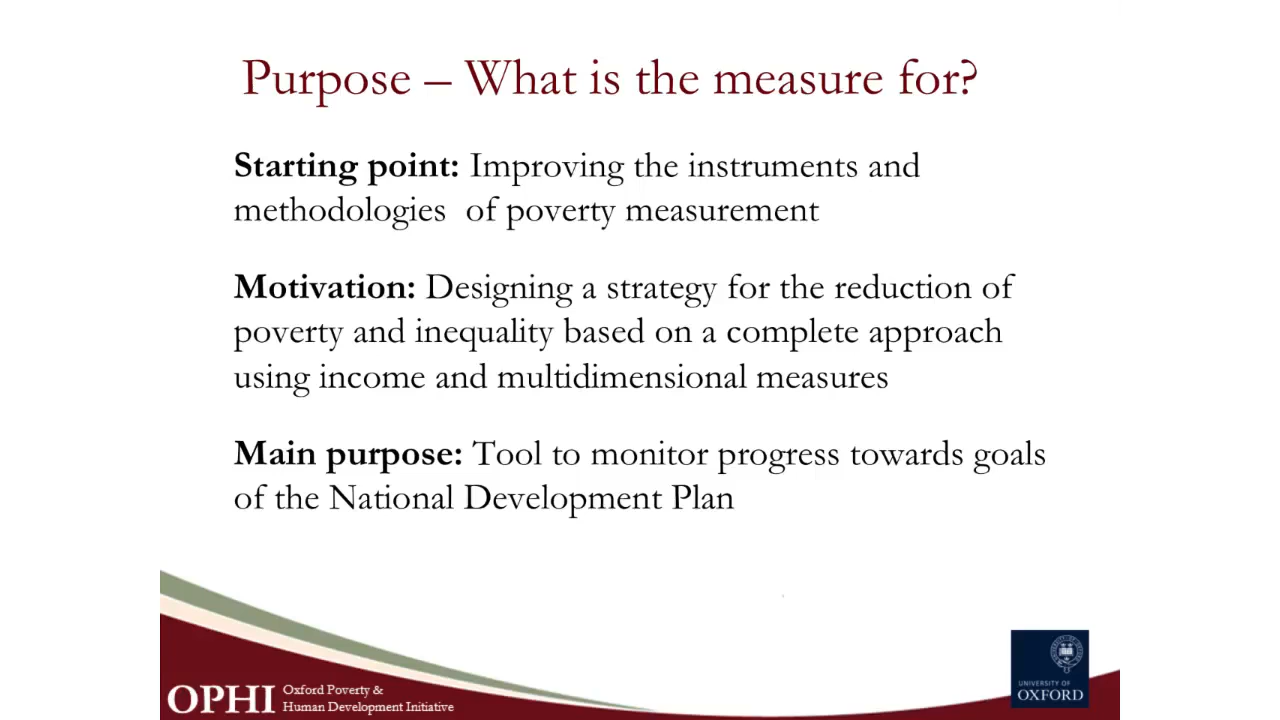 Purpose – What is the measure for?
Starting point: Improving the instruments and
methodologies of poverty measurement
Motivation: Designing a strategy for the reduction of
poverty and inequality based on a complete approach
using income and multidimensional measures
Main purpose: Tool to monitor progress towards goals
of the National Development Plan
OPHI
Oxford Poverty &
Human Development Initiative
UNIVERSITY OF
OXFORD